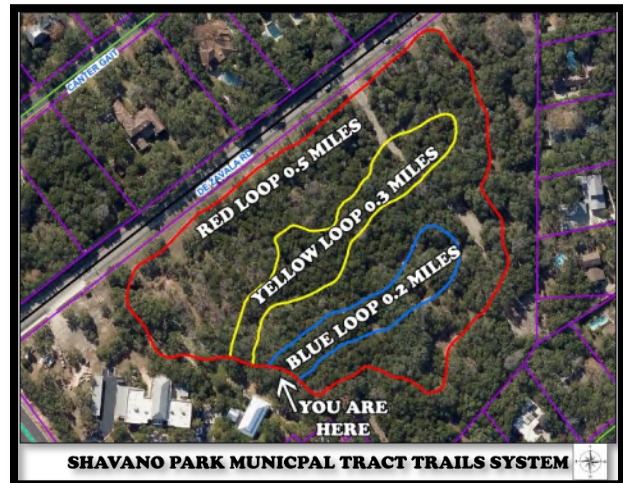 CANTER GAIT
DE ZAVALA RD
RED LOOP 0.5 MILES
YELLOW LOOP 0.3 MILES
BLUE LOOP 0.2 MILES
YOU ARE
HERE
SHAVANO PARK MUNICPAL TRACT TRAILS SYSTEM